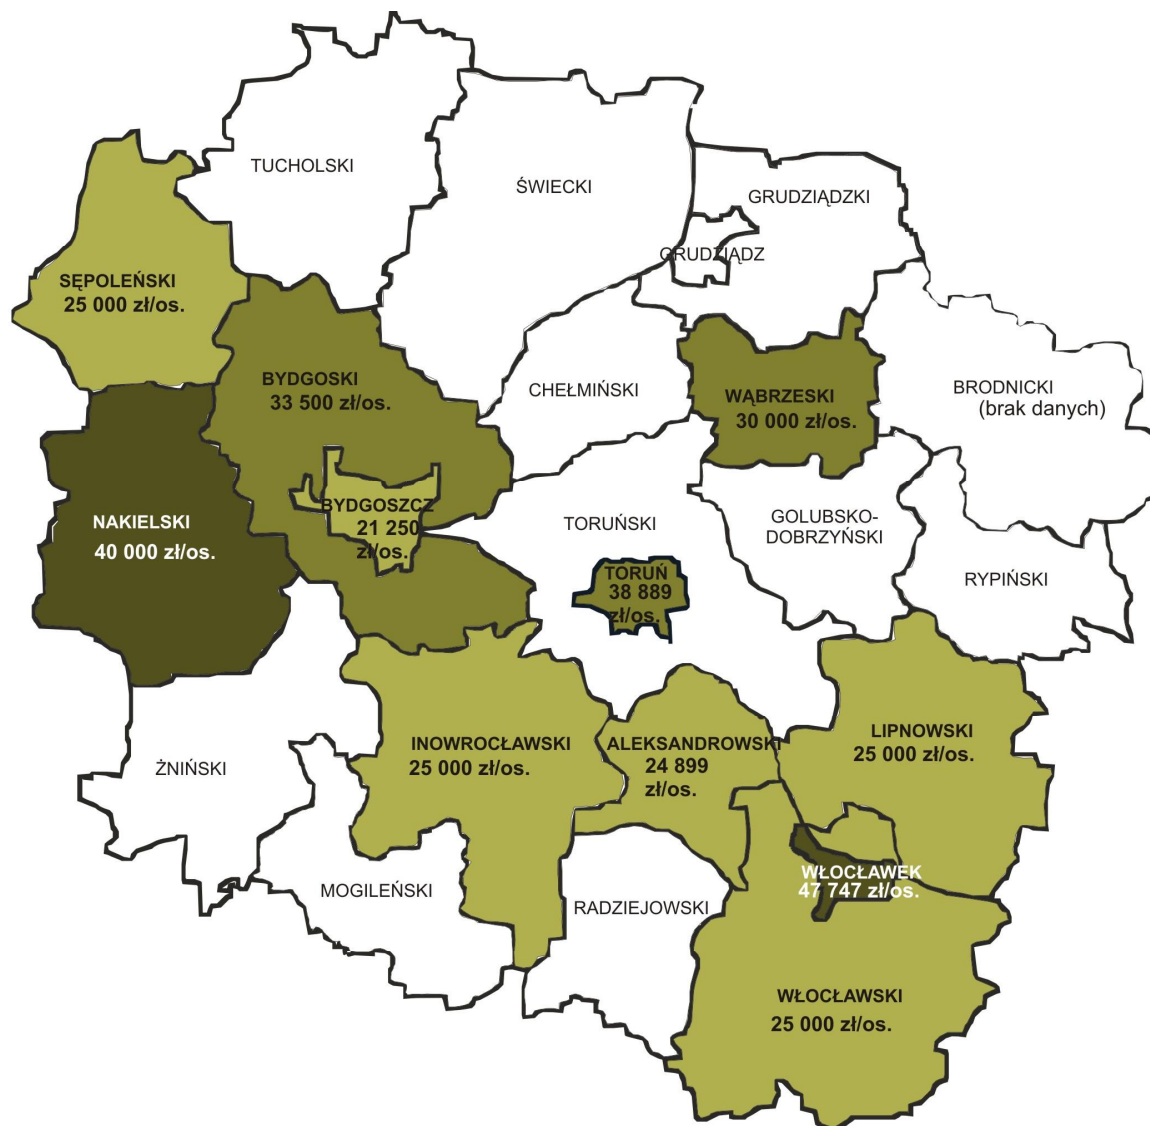 TUCHOLSKI
ŚWIECKI
GRUDZIĄDZKI
GRUDZIĄDZ
SĘPOLEŃSKI
25 000 zł/os.
BYDGOSKI
33 500 zł/os.
CHEŁMIŃSKI
WĄBRZESKI
30 000 zł/os.
BRODNICKI
(brak danych)
NAKIELSKI
40 000 zł/os.
BYDGOSZCZ
21 250
zł/os.
TORUŃSKI
GOLUBSKO-
DOBRZYŃSKI
RYPIŃSKI
TORUŃ
38 889
zł/os.
ŻNIŃSKI
INOWROCŁAWSKI
25 000 zł/os.
ALEKSANDROWSKI
24 899
zł/os.
LIPNOWSKI
25 000 zł/os.
MOGILEŃSKI
RADZIEJOWSKI
WŁOCŁAWEK
47 747 zł/os.
WŁOCŁAWSKI
25 000 zł/os.